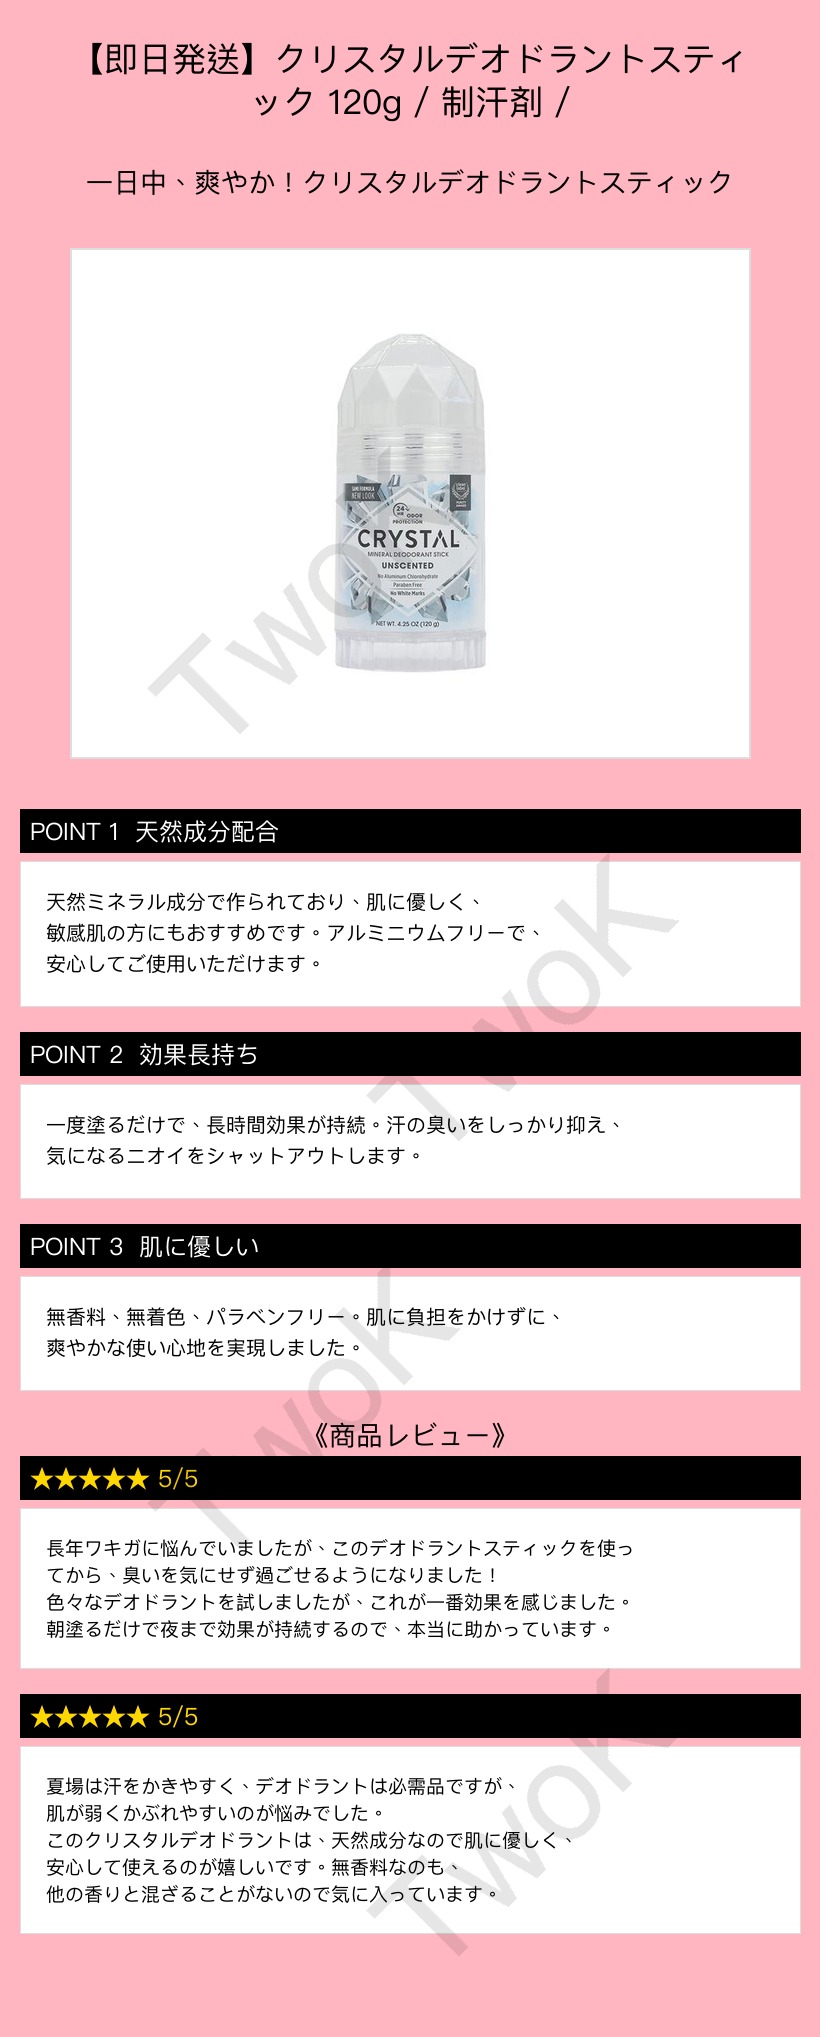 【即日発送】クリスタルデオドラントスティ
ック 120g / 制汗剤 /
一日中、爽やか！クリスタルデオドラントスティック
SAME FORMULA
NEW LOOK
24
HR
ODOR
PROTECTION
CRYSTAL
MINERAL DEODORANT STICK
UNSCENTED
No Aluminum Chlorohydrate
Paraben Free
No White Marks
NET WT. 4.25 OZ (120 g)
TwoK
POINT 1 天然成分配合
天然ミネラル成分で作られており、肌に優しく、
敏感肌の方にもおすすめです。アルミニウムフリーで、
安心してご使用いただけます。
TwoK
POINT 2 効果長持ち
一度塗るだけで、長時間効果が持続。汗の臭いをしっかり抑え、
気になるニオイをシャットアウトします。
POINT 3 肌に優しい
無香料、無着色、パラベンフリー。肌に負担をかけずに、
爽やかな使い心地を実現しました。
TwoK
《商品レビュー》
★★★★★ 5/5
長年ワキガに悩んでいましたが、このデオドラントスティックを使っ
てから、臭いを気にせず過ごせるようになりました！
色々なデオドラントを試しましたが、これが一番効果を感じました。
朝塗るだけで夜まで効果が持続するので、本当に助かっています。
★★★★★ 5/5
夏場は汗をかきやすく、デオドラントは必需品ですが、
肌が弱くかぶれやすいのが悩みでした。
このクリスタルデオドラントは、天然成分なので肌に優しく、
安心して使えるのが嬉しいです。無香料なのも、
他の香りと混ざることがないので気に入っています。
TwoK